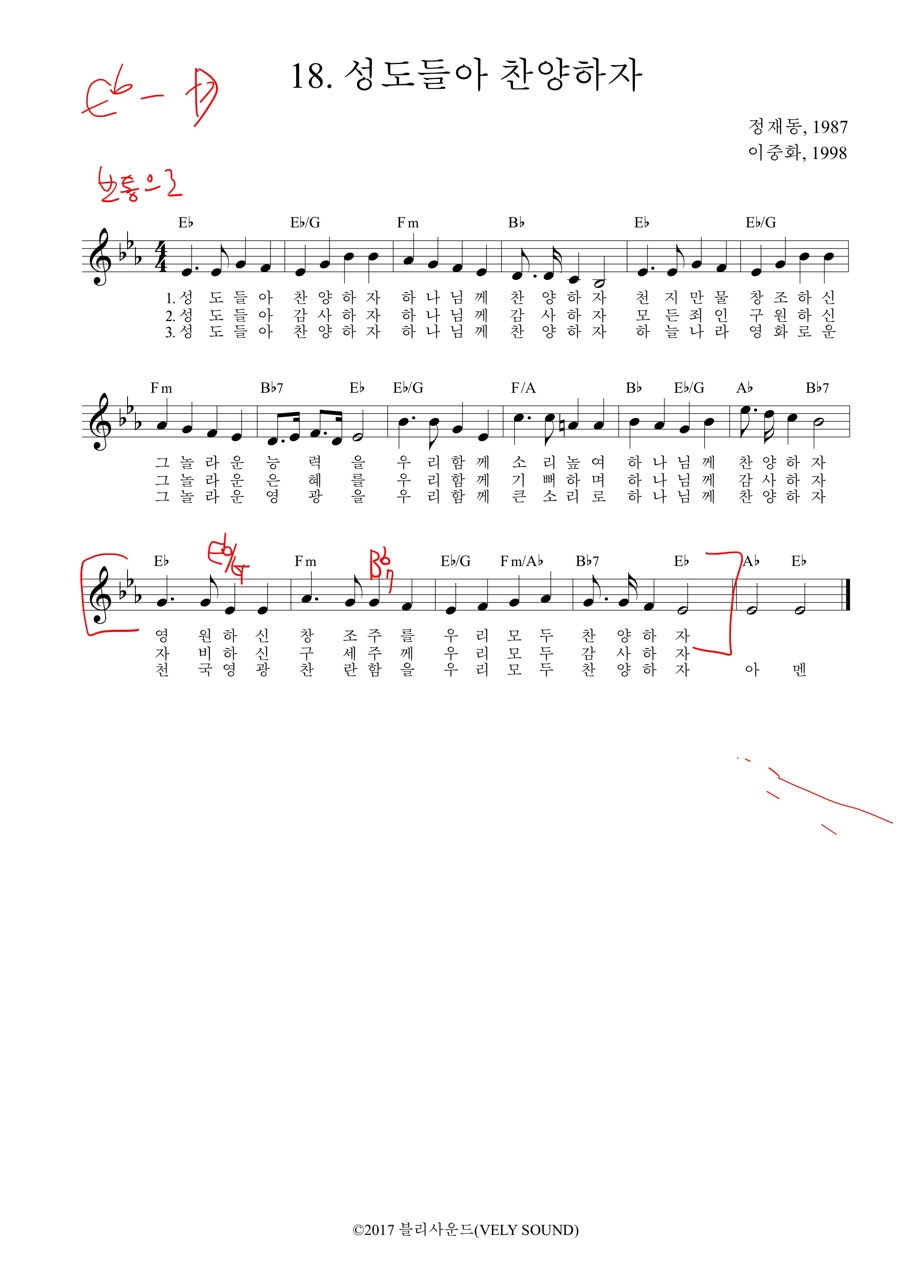 18. 성도들아 찬양하자
E♭ – D
정재동, 1987
이중화, 1998
보통으로
E♭ E♭/G Fm B♭ E♭ E♭/G
4/4
1. 성 도 들 아 찬 양 하 자 하 나 님 께 찬 양 하 자 천 지 만 물 창 조 하 신
2. 성 도 들 아 감 사 하 자 하 나 님 께 감 사 하 자 모 든 죄 인 구 원 하 신
3. 성 도 들 아 찬 양 하 자 하 나 님 께 찬 양 하 자 하 늘 나 라 영 화 로 운
Fm B♭7 E♭ E♭/G F/A B♭ E♭/G A♭ B♭7
그 놀 라 운 능 력 을 우 리 함 께 소 리 높 여 하 나 님 께 찬 양 하 자
그 놀 라 운 은 혜 를 우 리 함 께 기 뻐 하 며 하 나 님 께 감 사 하 자
그 놀 라 운 영 광 을 우 리 함 께 큰 소 리 로 하 나 님 께 찬 양 하 자
E♭ E♭/G Fm B♭7 E♭/G Fm/A♭ B♭7 E♭ A♭ E♭
영 원 하 신 창 조 주 를 우 리 모 두 찬 양 하 자
자 비 하 신 구 세 주 께 우 리 모 두 감 사 하 자
천 국 영 광 찬 란 함 을 우 리 모 두 찬 양 하 자 아 멘
©2017 블리사운드(VELY SOUND)